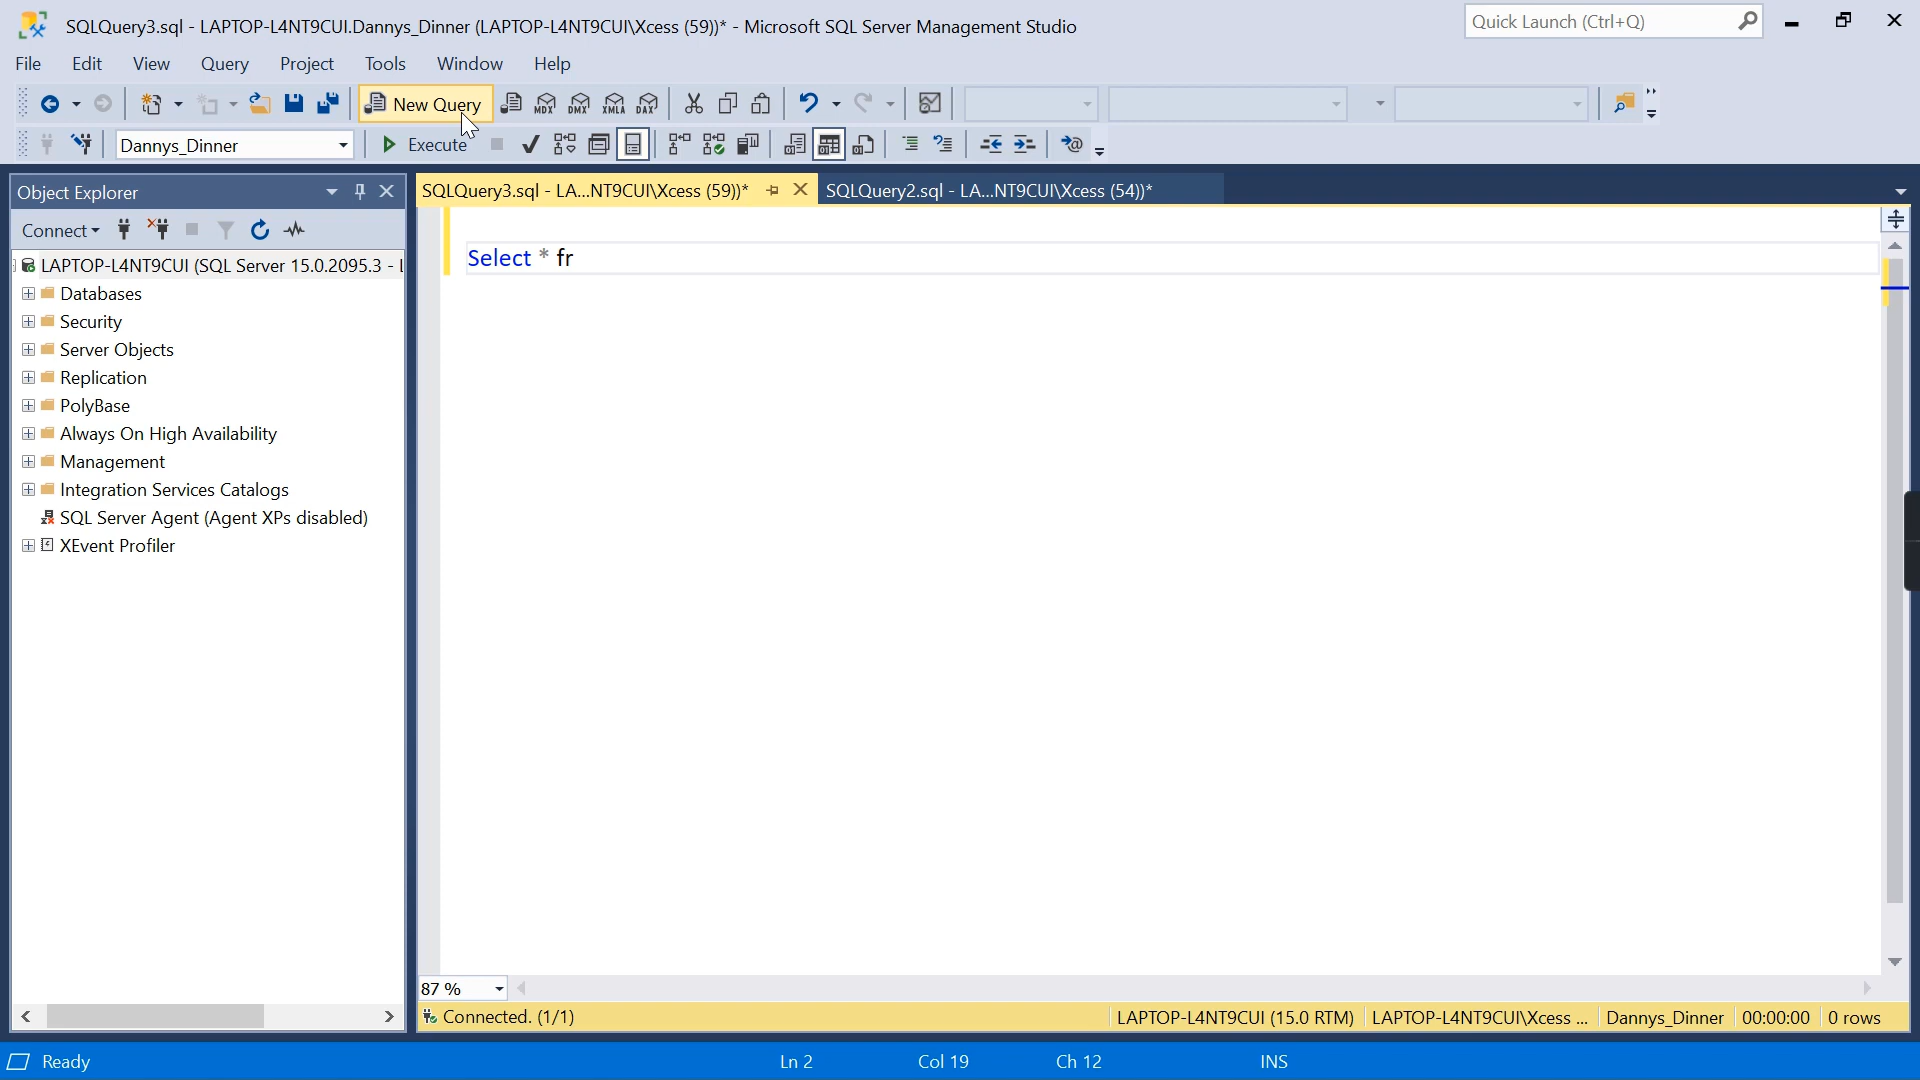 SQLQuery3.sql - LAPTOP-L4NT9CUI.Dannys_Dinner (LAPTOP-L4NT9CUI\Xcess (59))* - Microsoft SQL Server Management Studio
Quick Launch (Ctrl+Q)
File Edit View Query Project Tools Window Help
New Query MDX DMX XMLA DAX
Dannys_Dinner Execute
Object Explorer
SQLQuery3.sql - LA...NT9CUI\Xcess (59))* SQLQuery2.sql - LA...NT9CUI\Xcess (54))*
Connect
LAPTOP-L4NT9CUI (SQL Server 15.0.2095.3 - L
Databases
Security
Server Objects
Replication
PolyBase
Always On High Availability
Management
Integration Services Catalogs
SQL Server Agent (Agent XPs disabled)
XEvent Profiler
Select * fr
87 %
Connected. (1/1) LAPTOP-L4NT9CUI (15.0 RTM) LAPTOP-L4NT9CUI\Xcess ... Dannys_Dinner 00:00:00 0 rows
Ready Ln 2 Col 19 Ch 12 INS